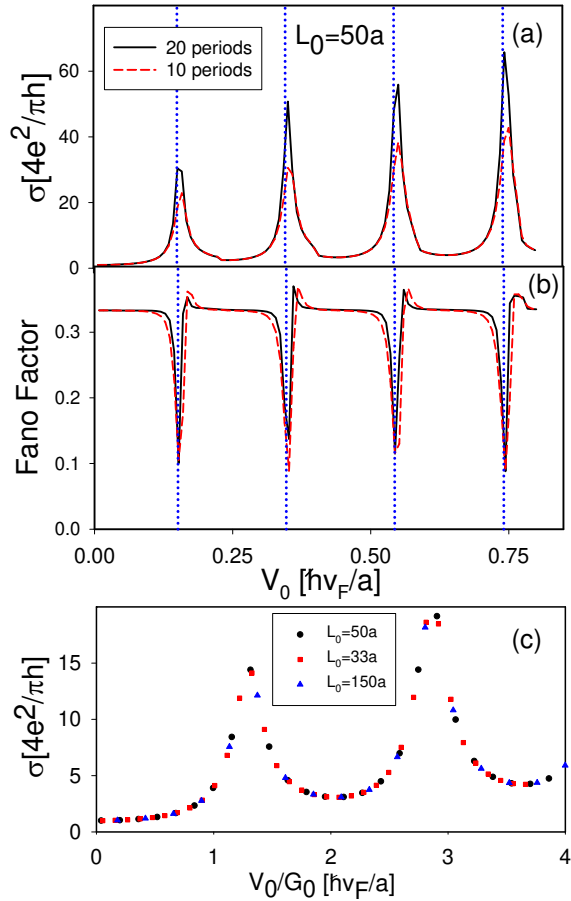 L₀=50a
(a)
20 periods
10 periods
σ[4e²/πh]
60
40
20
0
(b)
Fano Factor
0.3
0.2
0.1
0.0
0.00
0.25
0.50
0.75
V₀ [ħv_F/a]
(c)
L₀=50a
L₀=33a
L₀=150a
σ[4e²/πh]
15
10
5
0
0
1
2
3
4
V₀/G₀ [ħv_F/a]